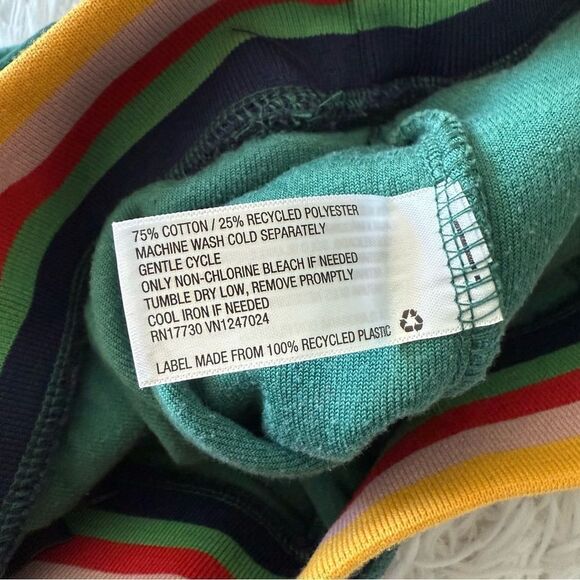 75% COTTON / 25% RECYCLED POLYESTER
MACHINE WASH COLD SEPARATELY
GENTLE CYCLE
ONLY NON-CHLORINE BLEACH IF NEEDED
TUMBLE DRY LOW, REMOVE PROMPTLY
COOL IRON IF NEEDED
RN17730 VN1247024
LABEL MADE FROM 100% RECYCLED PLASTIC